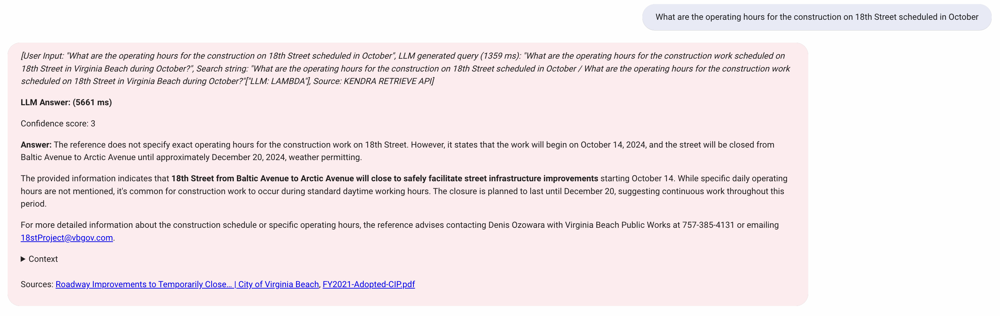 What are the operating hours for the construction on 18th Street scheduled in October
[User Input: "What are the operating hours for the construction on 18th Street scheduled in October", LLM generated query (1359 ms): "What are the operating hours for the construction work scheduled on
18th Street in Virginia Beach during October?", Search string: "What are the operating hours for the construction on 18th Street scheduled in October / What are the operating hours for the construction work
scheduled on 18th Street in Virginia Beach during October?"["LLM: LAMBDA"], Source: KENDRA RETRIEVE API]
LLM Answer: (5661 ms)
Confidence score: 3
Answer: The reference does not specify exact operating hours for the construction work on 18th Street. However, it states that the work will begin on October 14, 2024, and the street will be closed from
Baltic Avenue to Arctic Avenue until approximately December 20, 2024, weather permitting.
The provided information indicates that 18th Street from Baltic Avenue to Arctic Avenue will close to safely facilitate street infrastructure improvements starting October 14. While specific daily operating
hours are not mentioned, it's common for construction work to occur during standard daytime working hours. The closure is planned to last until December 20, suggesting continuous work throughout this
period.
For more detailed information about the construction schedule or specific operating hours, the reference advises contacting Denis Ozowara with Virginia Beach Public Works at 757-385-4131 or emailing
18stProject@vbgov.com.
▶ Context
Sources: Roadway Improvements to Temporarily Close… | City of Virginia Beach, FY2021-Adopted-CIP.pdf